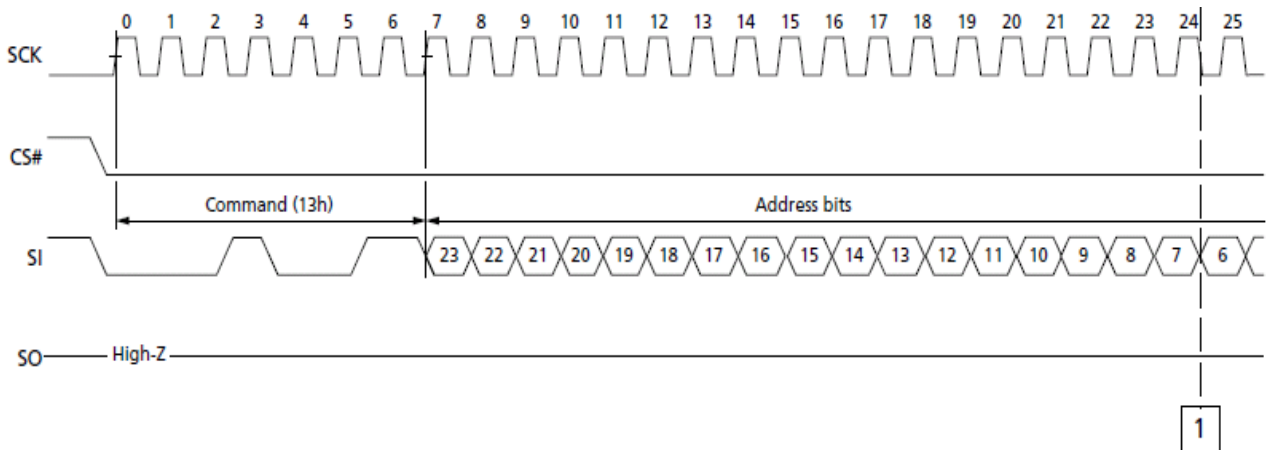 0 1 2 3 4 5 6 7 8 9 10 11 12 13 14 15 16 17 18 19 20 21 22 23 24 25
SCK
CS#
Command (13h) Address bits
SI 23 22 21 20 19 18 17 16 15 14 13 12 11 10 9 8 7 6
SO High-Z
1